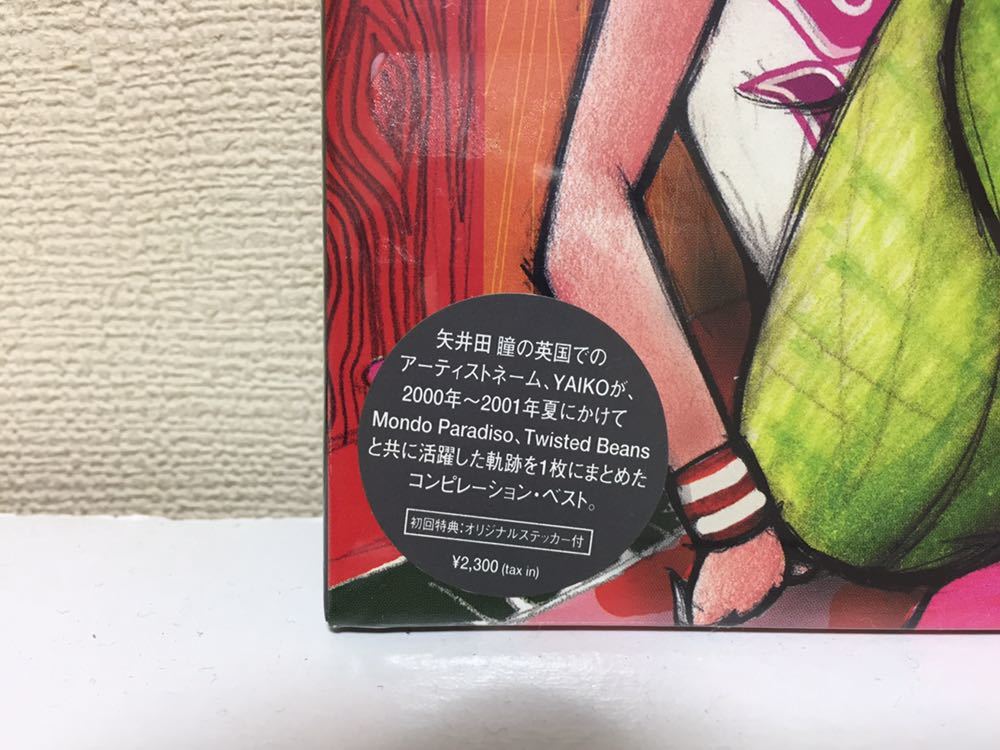 矢井田 瞳の英国での
アーティストネーム、YAIKOが、
2000年〜2001年夏にかけて
Mondo Paradiso、Twisted Beans
と共に活躍した軌跡を1枚にまとめた
コンピレーション・ベスト。
初回特典：オリジナルステッカー付
¥2,300 (tax in)